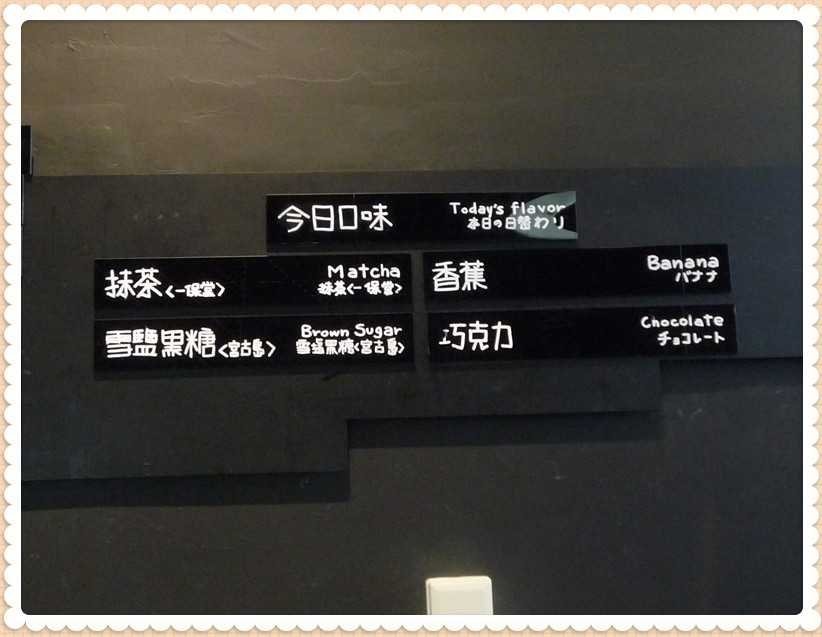 今日口味
Today's flavor
本日の日替わり
抹茶<一保堂>
Matcha
抹茶<一保堂>
香蕉
Banana
バナナ
雪鹽黒糖<宮古島>
Brown Sugar
雪塩黒糖<宮古島>
巧克力
Chocolate
チョコレート